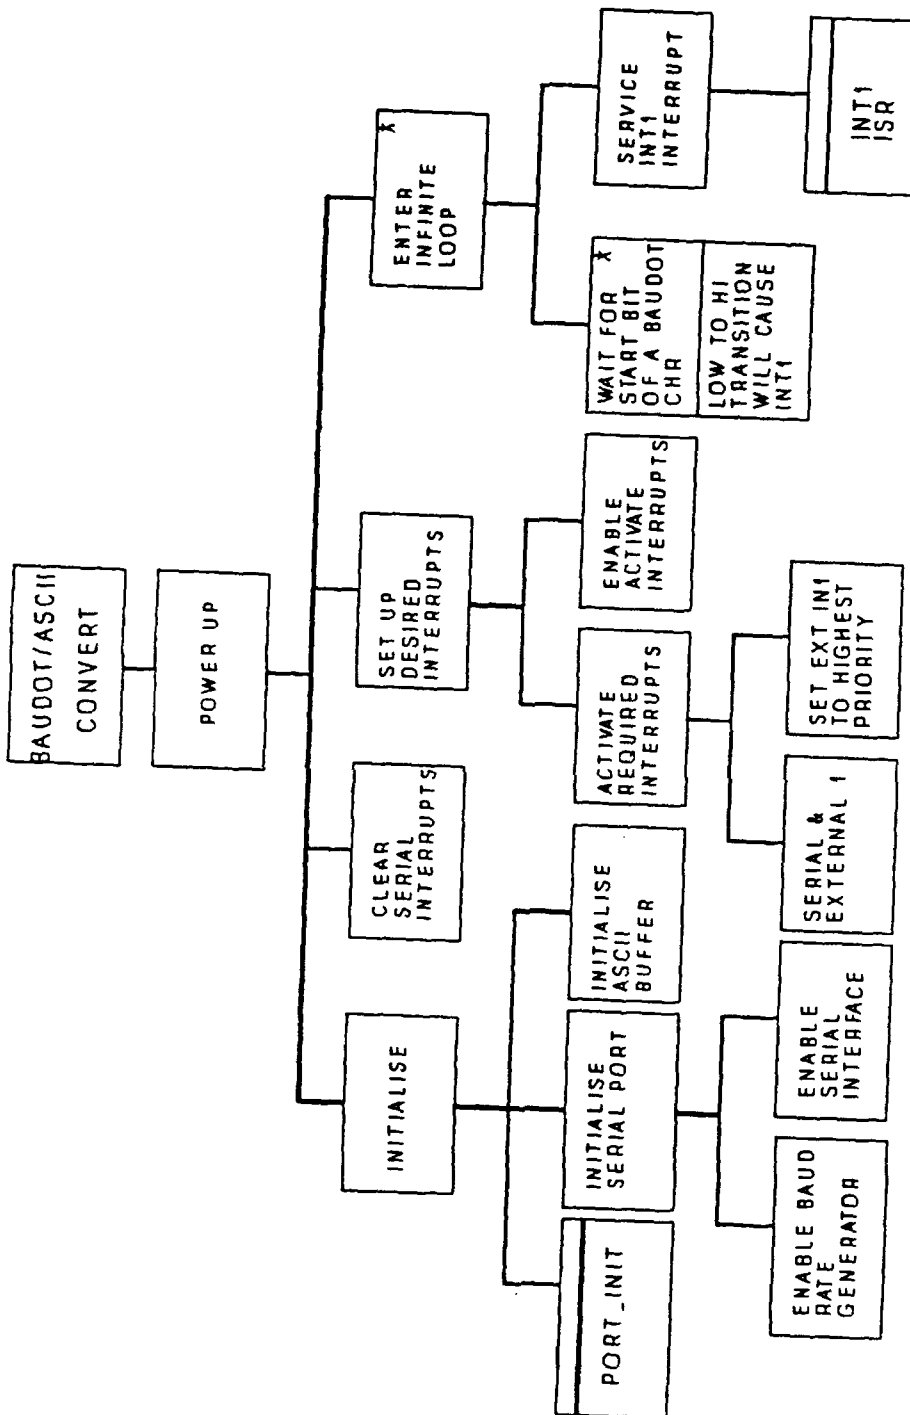 BAUDOT/ASCII
CONVERT
POWER UP
INITIALISE
CLEAR
SERIAL
INTERRUPTS
SET UP
DESIRED
INTERRUPTS
ENTER
INFINITE
LOOP
X
PORT_INIT
INITIALISE
SERIAL PORT
INITIALISE
ASCII
BUFFER
ACTIVATE
REQUIRED
INTERRUPTS
ENABLE
ACTIVATE
INTERRUPTS
WAIT FOR
START BIT
OF A BAUDOT
CHR
X
LOW TO HI
TRANSITION
WILL CAUSE
INT1
SERVICE
INT1
INTERRUPT
ENABLE BAUD
RATE
GENERATOR
ENABLE
SERIAL
INTERFACE
SERIAL &
EXTERNAL 1
SET EXT IN1
TO HIGHEST
PRIORITY
INT1
ISR